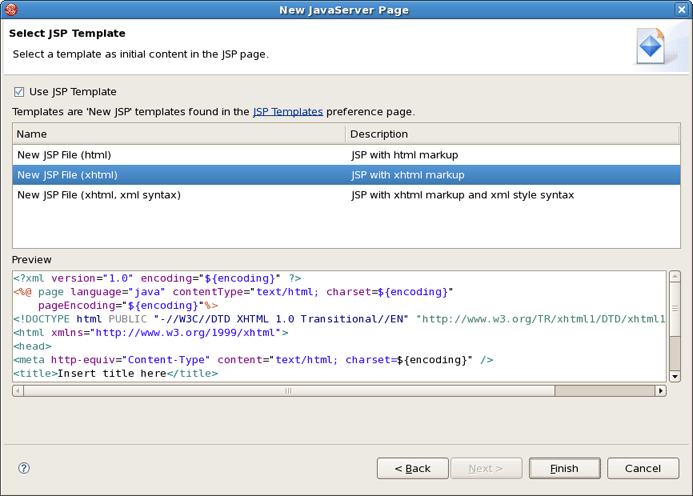 New JavaServer Page
Select JSP Template
Select a template as initial content in the JSP page.
Use JSP Template
Templates are 'New JSP' templates found in the JSP Templates preference page.
Name Description
New JSP File (html) JSP with html markup
New JSP File (xhtml) JSP with xhtml markup
New JSP File (xhtml, xml syntax) JSP with xhtml markup and xml style syntax
Preview
<?xml version="1.0" encoding="${encoding}" ?>
<%@ page language="java" contentType="text/html; charset=${encoding}"
pageEncoding="${encoding}"%>
<!DOCTYPE html PUBLIC "-//W3C//DTD XHTML 1.0 Transitional//EN" "http://www.w3.org/TR/xhtml1/DTD/xhtml1
<html xmlns="http://www.w3.org/1999/xhtml">
<head>
<meta http-equiv="Content-Type" content="text/html; charset=${encoding}" />
<title>Insert title here</title>
? < Back Next > Finish Cancel